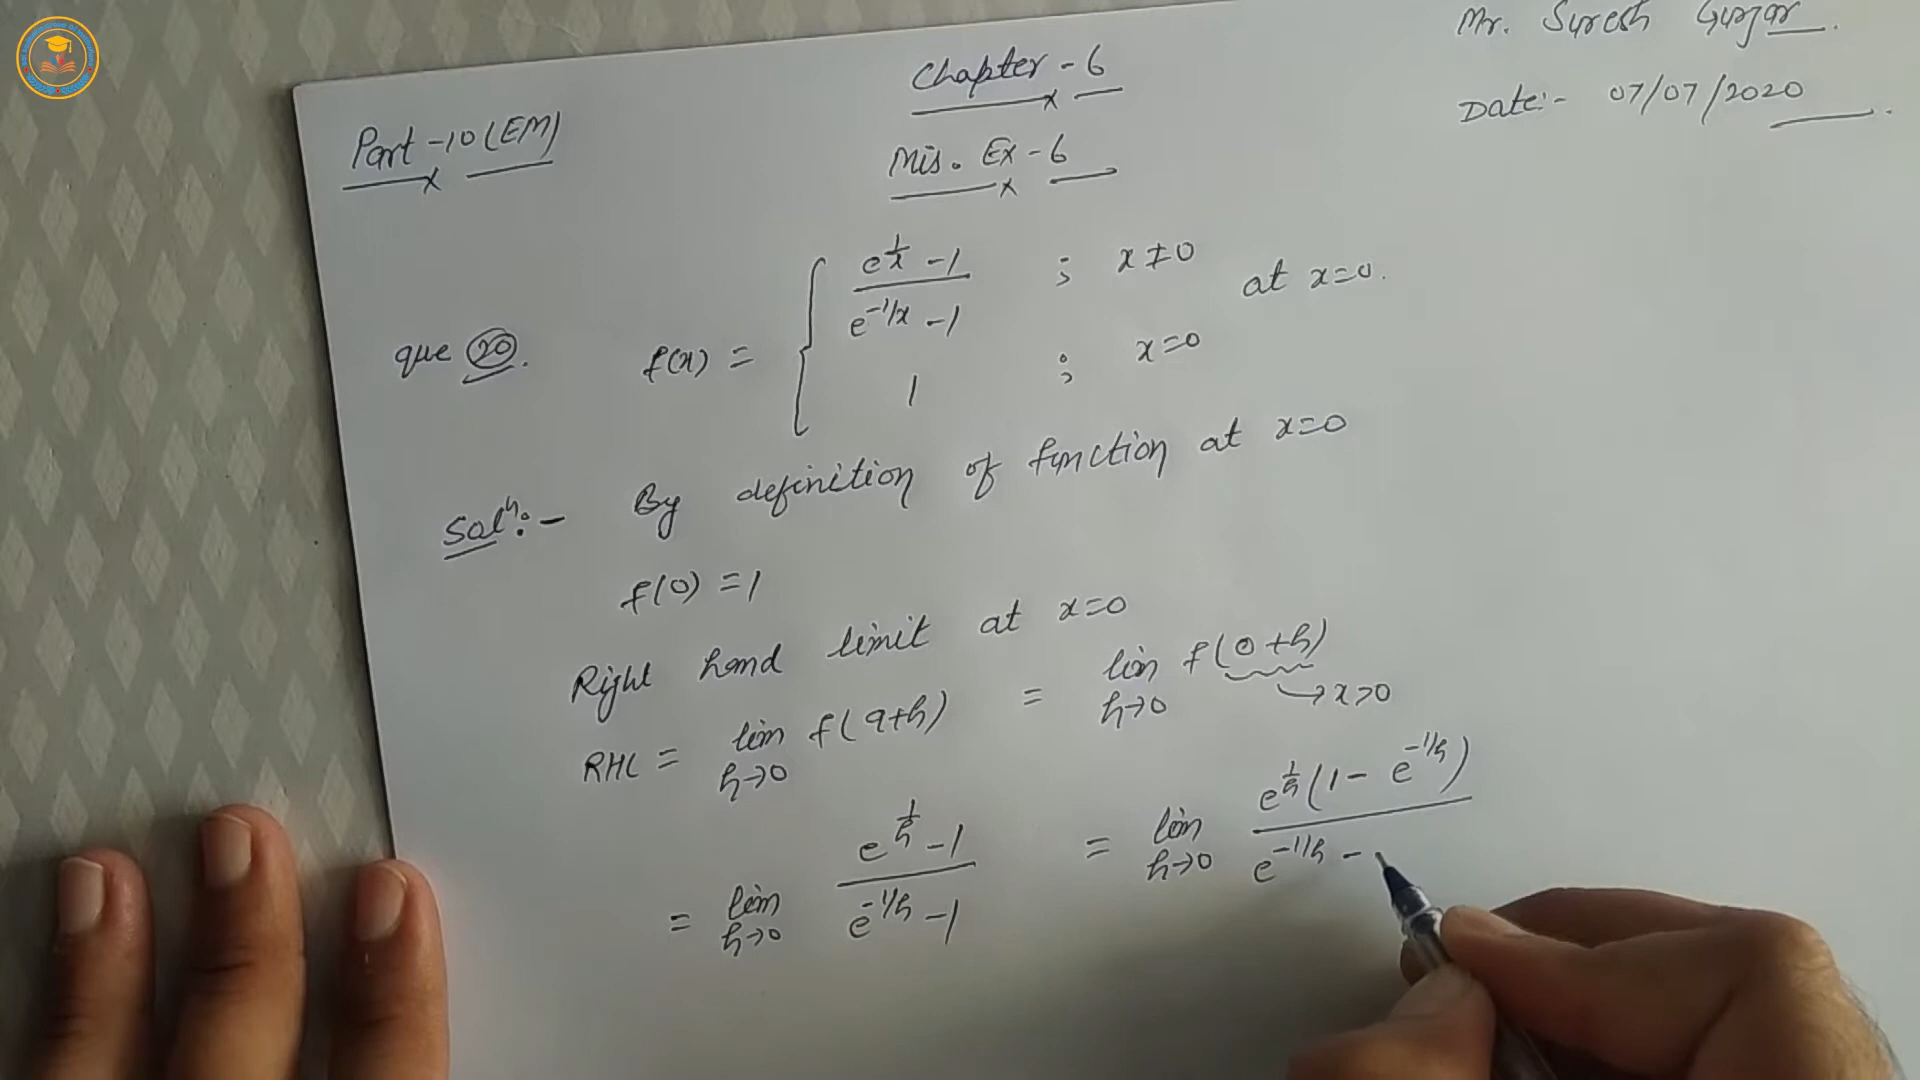 Mr. Suresh Gurjar
Date:- 07/07/2020
Chapter - 6
Part -10 (EM)
Mis. Ex - 6
que 20. f(x) = { (e^{1/x} - 1)/(e^{-1/x} - 1) ; x≠0
1 ; x=0
at x=0.
Solⁿ:- By definition of function at x=0
f(0) = 1
Right hand limit at x=0
RHL = lim h→0 f(a+h) = lim h→0 f(0+h) → x>0
= lim h→0 (e^{1/h} - 1)/(e^{-1/h} - 1) = lim h→0 e^{1/h}(1 - e^{-1/h})/(e^{-1/h} -